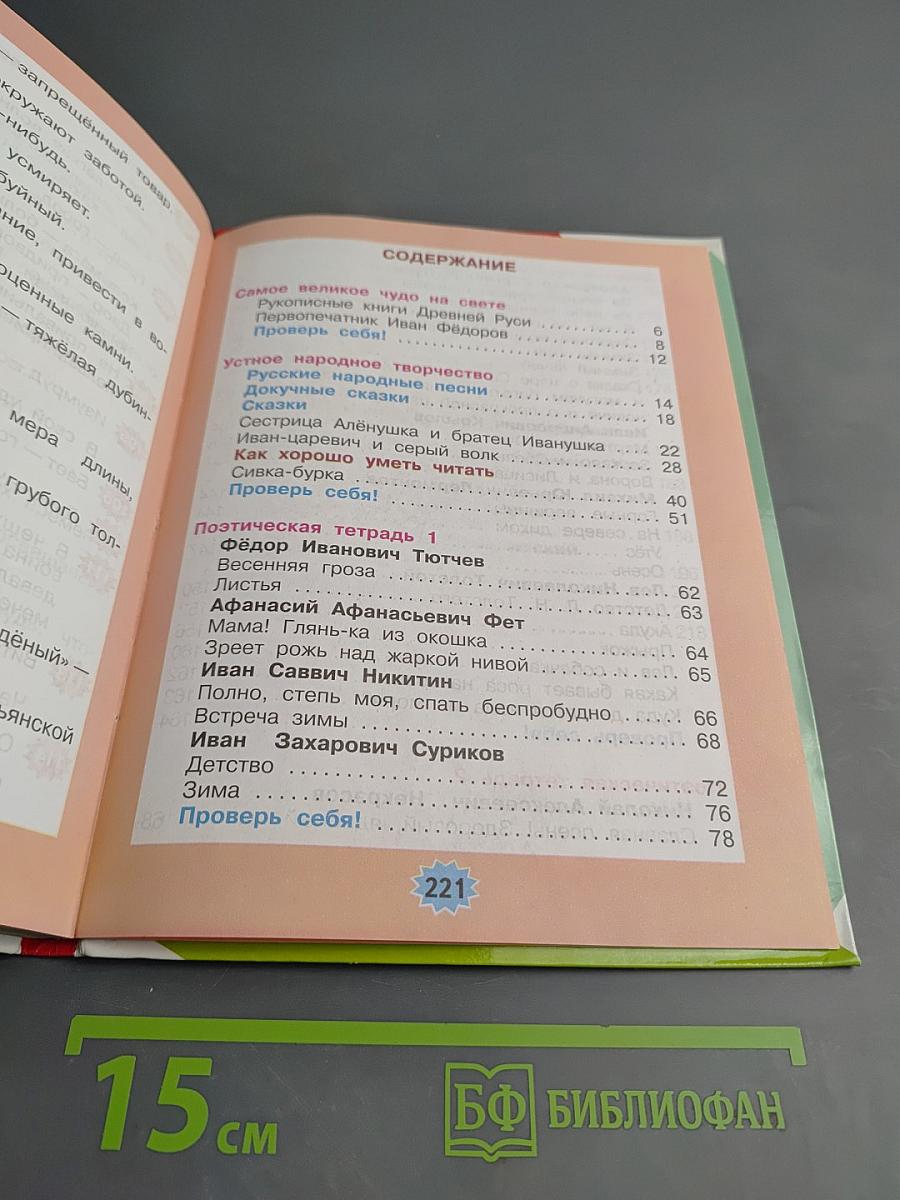 — запрещённый товар.
окружают заботой.
-нибудь.
усмиряет.
буйный.
ание, привести в во-
оценные камни.
— тяжёлая дубин-
мера длины,
грубого тол-
дёный» —
ьянской
СОДЕРЖАНИЕ
Самое великое чудо на свете
Рукописные книги Древней Руси ............ 6
Первопечатник Иван Фёдоров ............ 8
Проверь себя! ............ 12
Устное народное творчество
Русские народные песни ............ 14
Докучные сказки ............ 18
Сказки
Сестрица Алёнушка и братец Иванушка .... 22
Иван-царевич и серый волк ............ 28
Как хорошо уметь читать
Сивка-бурка ............ 40
Проверь себя! ............ 51
Поэтическая тетрадь 1
Фёдор Иванович Тютчев
Весенняя гроза ............ 62
Листья ............ 63
Афанасий Афанасьевич Фет
Мама! Глянь-ка из окошка ............ 64
Зреет рожь над жаркой нивой ............ 65
Иван Саввич Никитин
Полно, степь моя, спать беспробудно ...... 66
Встреча зимы ............ 68
Иван Захарович Суриков
Детство ............ 72
Зима ............ 76
Проверь себя! ............ 78
221
15 см
БФ БИБЛИОФАН